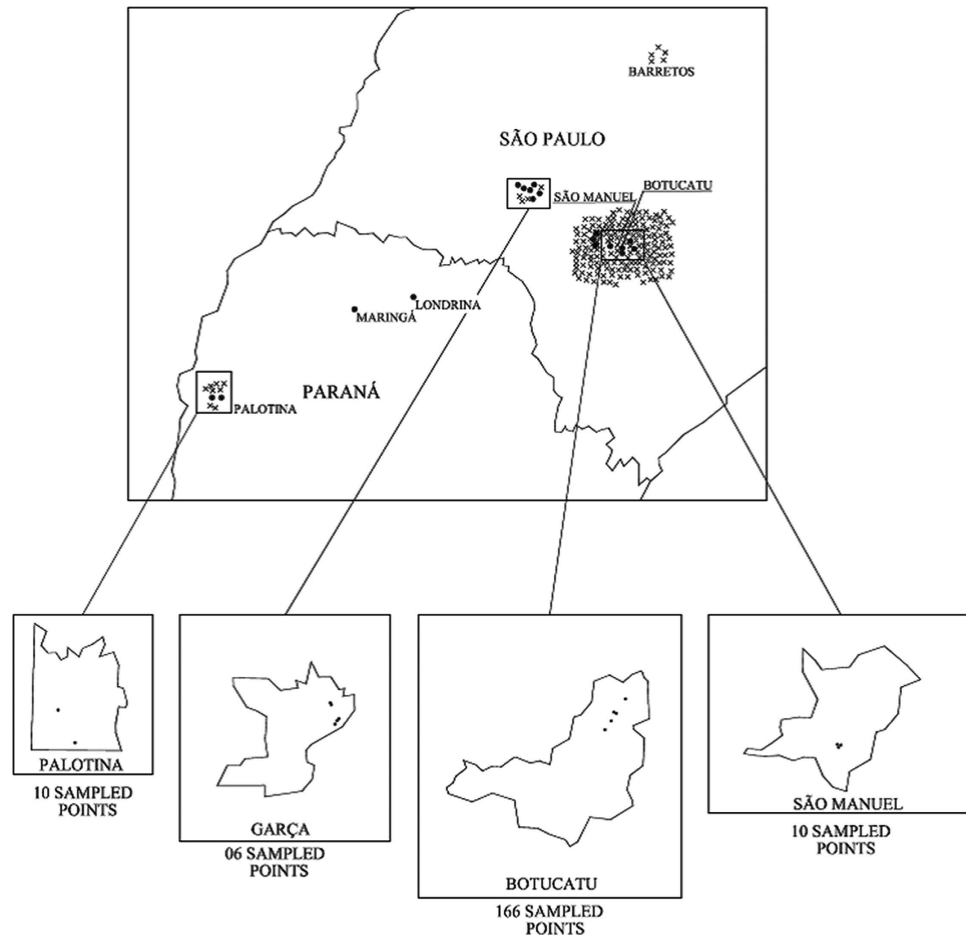 BARRETOS
SÃO PAULO
BOTUCATU
SÃO MANUEL
LONDRINA
MARINGÁ
PARANÁ
PALOTINA
PALOTINA
10 SAMPLED
POINTS
GARÇA
06 SAMPLED
POINTS
BOTUCATU
166 SAMPLED
POINTS
SÃO MANUEL
10 SAMPLED
POINTS